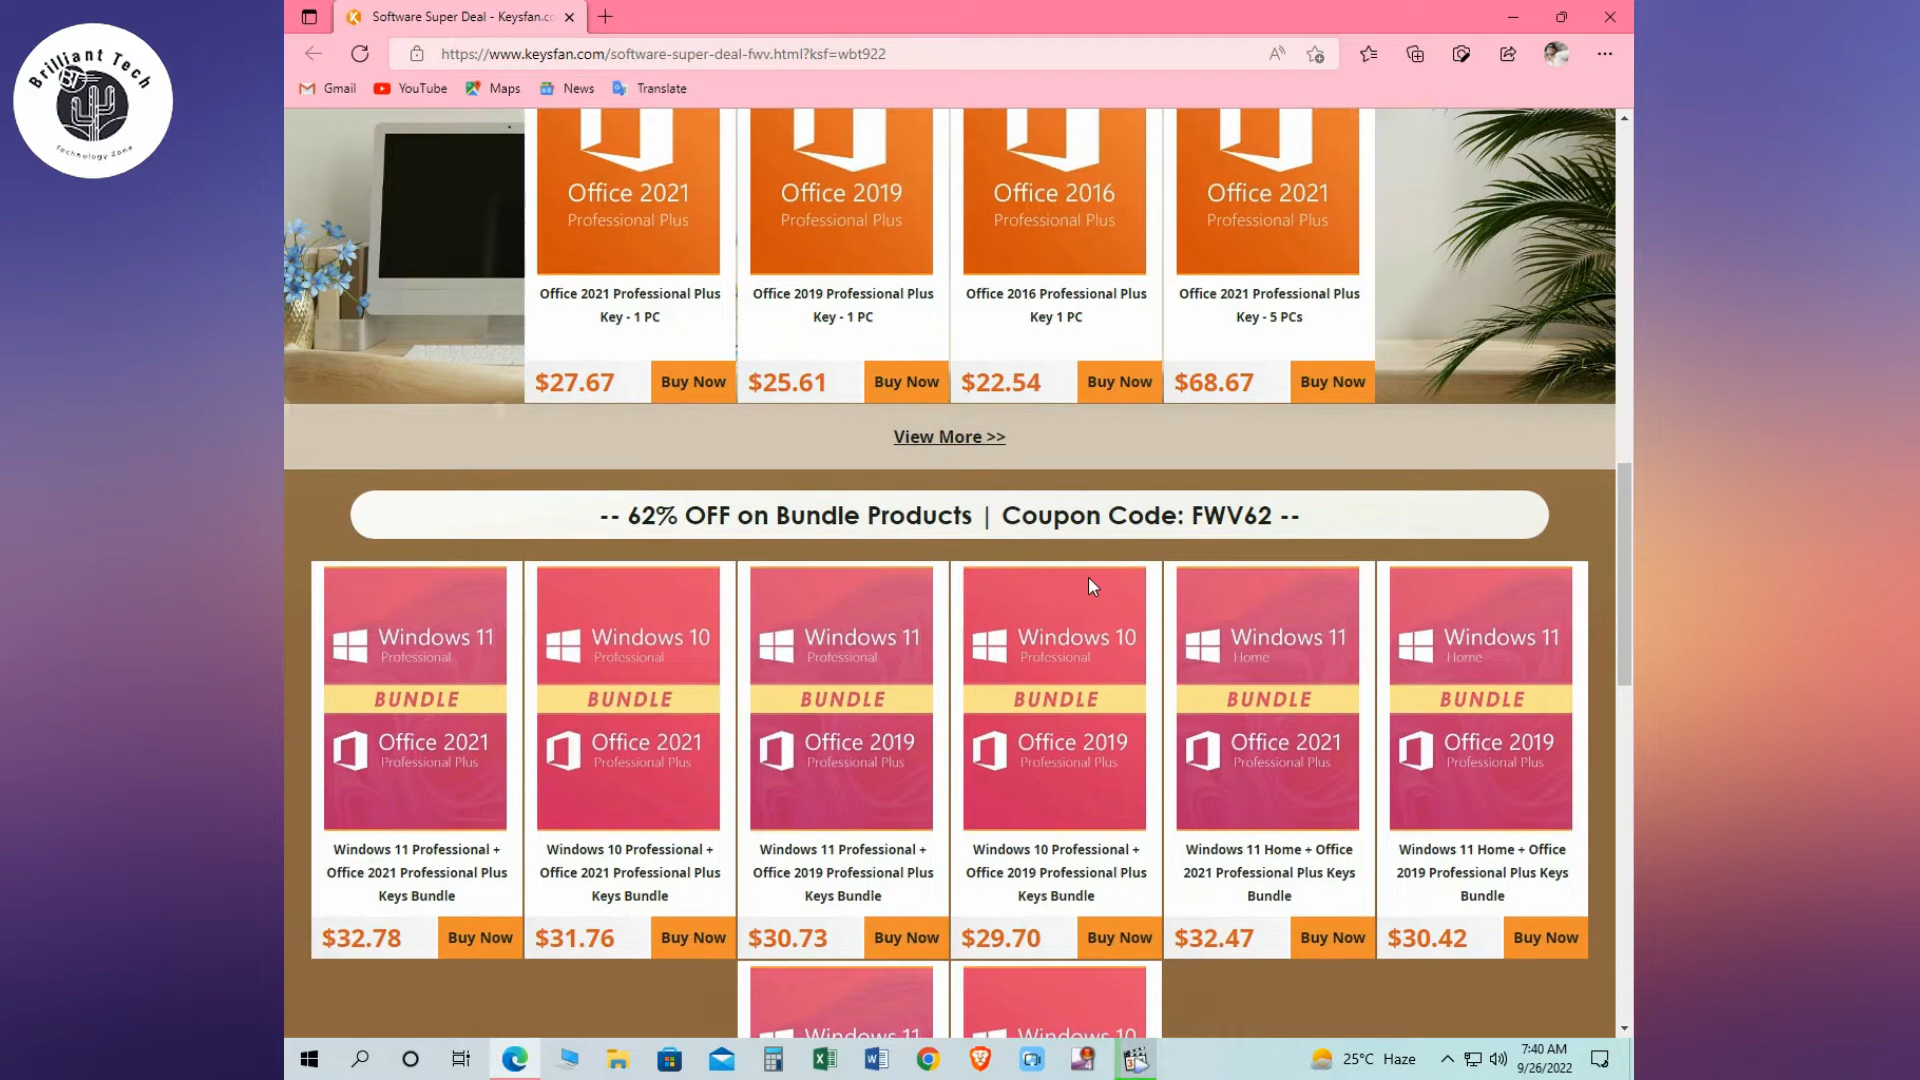 Brilliant Tech
BT
Technology Zone
Software Super Deal - Keysfan.co
https://www.keysfan.com/software-super-deal-fwv.html?ksf=wbt922
Gmail YouTube Maps News Translate
Office 2021 Office 2019 Office 2016 Office 2021
Professional Plus Professional Plus Professional Plus Professional Plus
Office 2021 Professional Plus Office 2019 Professional Plus Office 2016 Professional Plus Office 2021 Professional Plus
Key - 1 PC Key - 1 PC Key 1 PC Key - 5 PCs
$27.67 Buy Now $25.61 Buy Now $22.54 Buy Now $68.67 Buy Now
View More >>
-- 62% OFF on Bundle Products | Coupon Code: FWV62 --
Windows 11 Windows 10 Windows 11 Windows 10 Windows 11 Windows 11
Professional Professional Professional Professional Home Home
BUNDLE BUNDLE BUNDLE BUNDLE BUNDLE BUNDLE
Office 2021 Office 2021 Office 2019 Office 2019 Office 2021 Office 2019
Professional Plus Professional Plus Professional Plus Professional Plus Professional Plus Professional Plus
Windows 11 Professional + Windows 10 Professional + Windows 11 Professional + Windows 10 Professional + Windows 11 Home + Office Windows 11 Home + Office
Office 2021 Professional Plus Office 2021 Professional Plus Office 2019 Professional Plus Office 2019 Professional Plus 2021 Professional Plus Keys 2019 Professional Plus Keys
Keys Bundle Keys Bundle Keys Bundle Keys Bundle Bundle Bundle
$32.78 Buy Now $31.76 Buy Now $30.73 Buy Now $29.70 Buy Now $32.47 Buy Now $30.42 Buy Now
Windows 11 Windows 10
25°C Haze 7:40 AM
9/26/2022